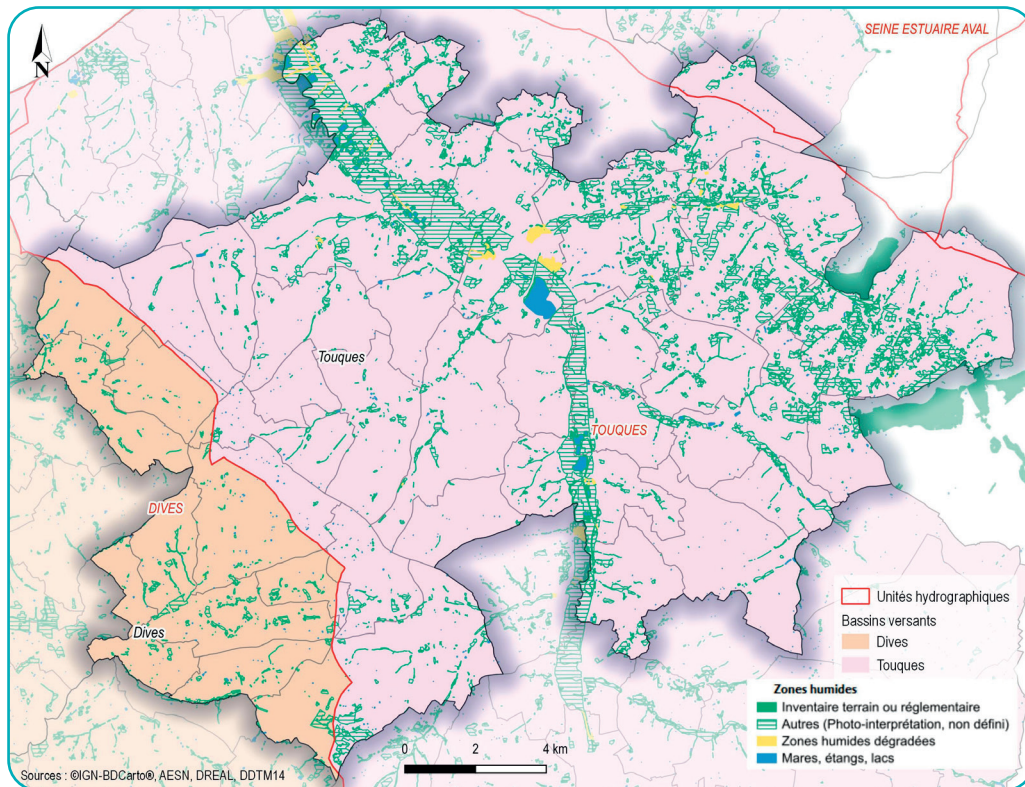 SEINE ESTUAIRE AVAL
N
Touques
TOUQUES
DIVES
Dives
Unités hydrographiques
Bassins versants
Dives
Touques
Zones humides
Inventaire terrain ou réglementaire
Autres (Photo-interprétation, non défini)
Zones humides dégradées
Mares, étangs, lacs
0 2 4 km
Sources : ©IGN-BDCarto®, AESN, DREAL, DDTM14